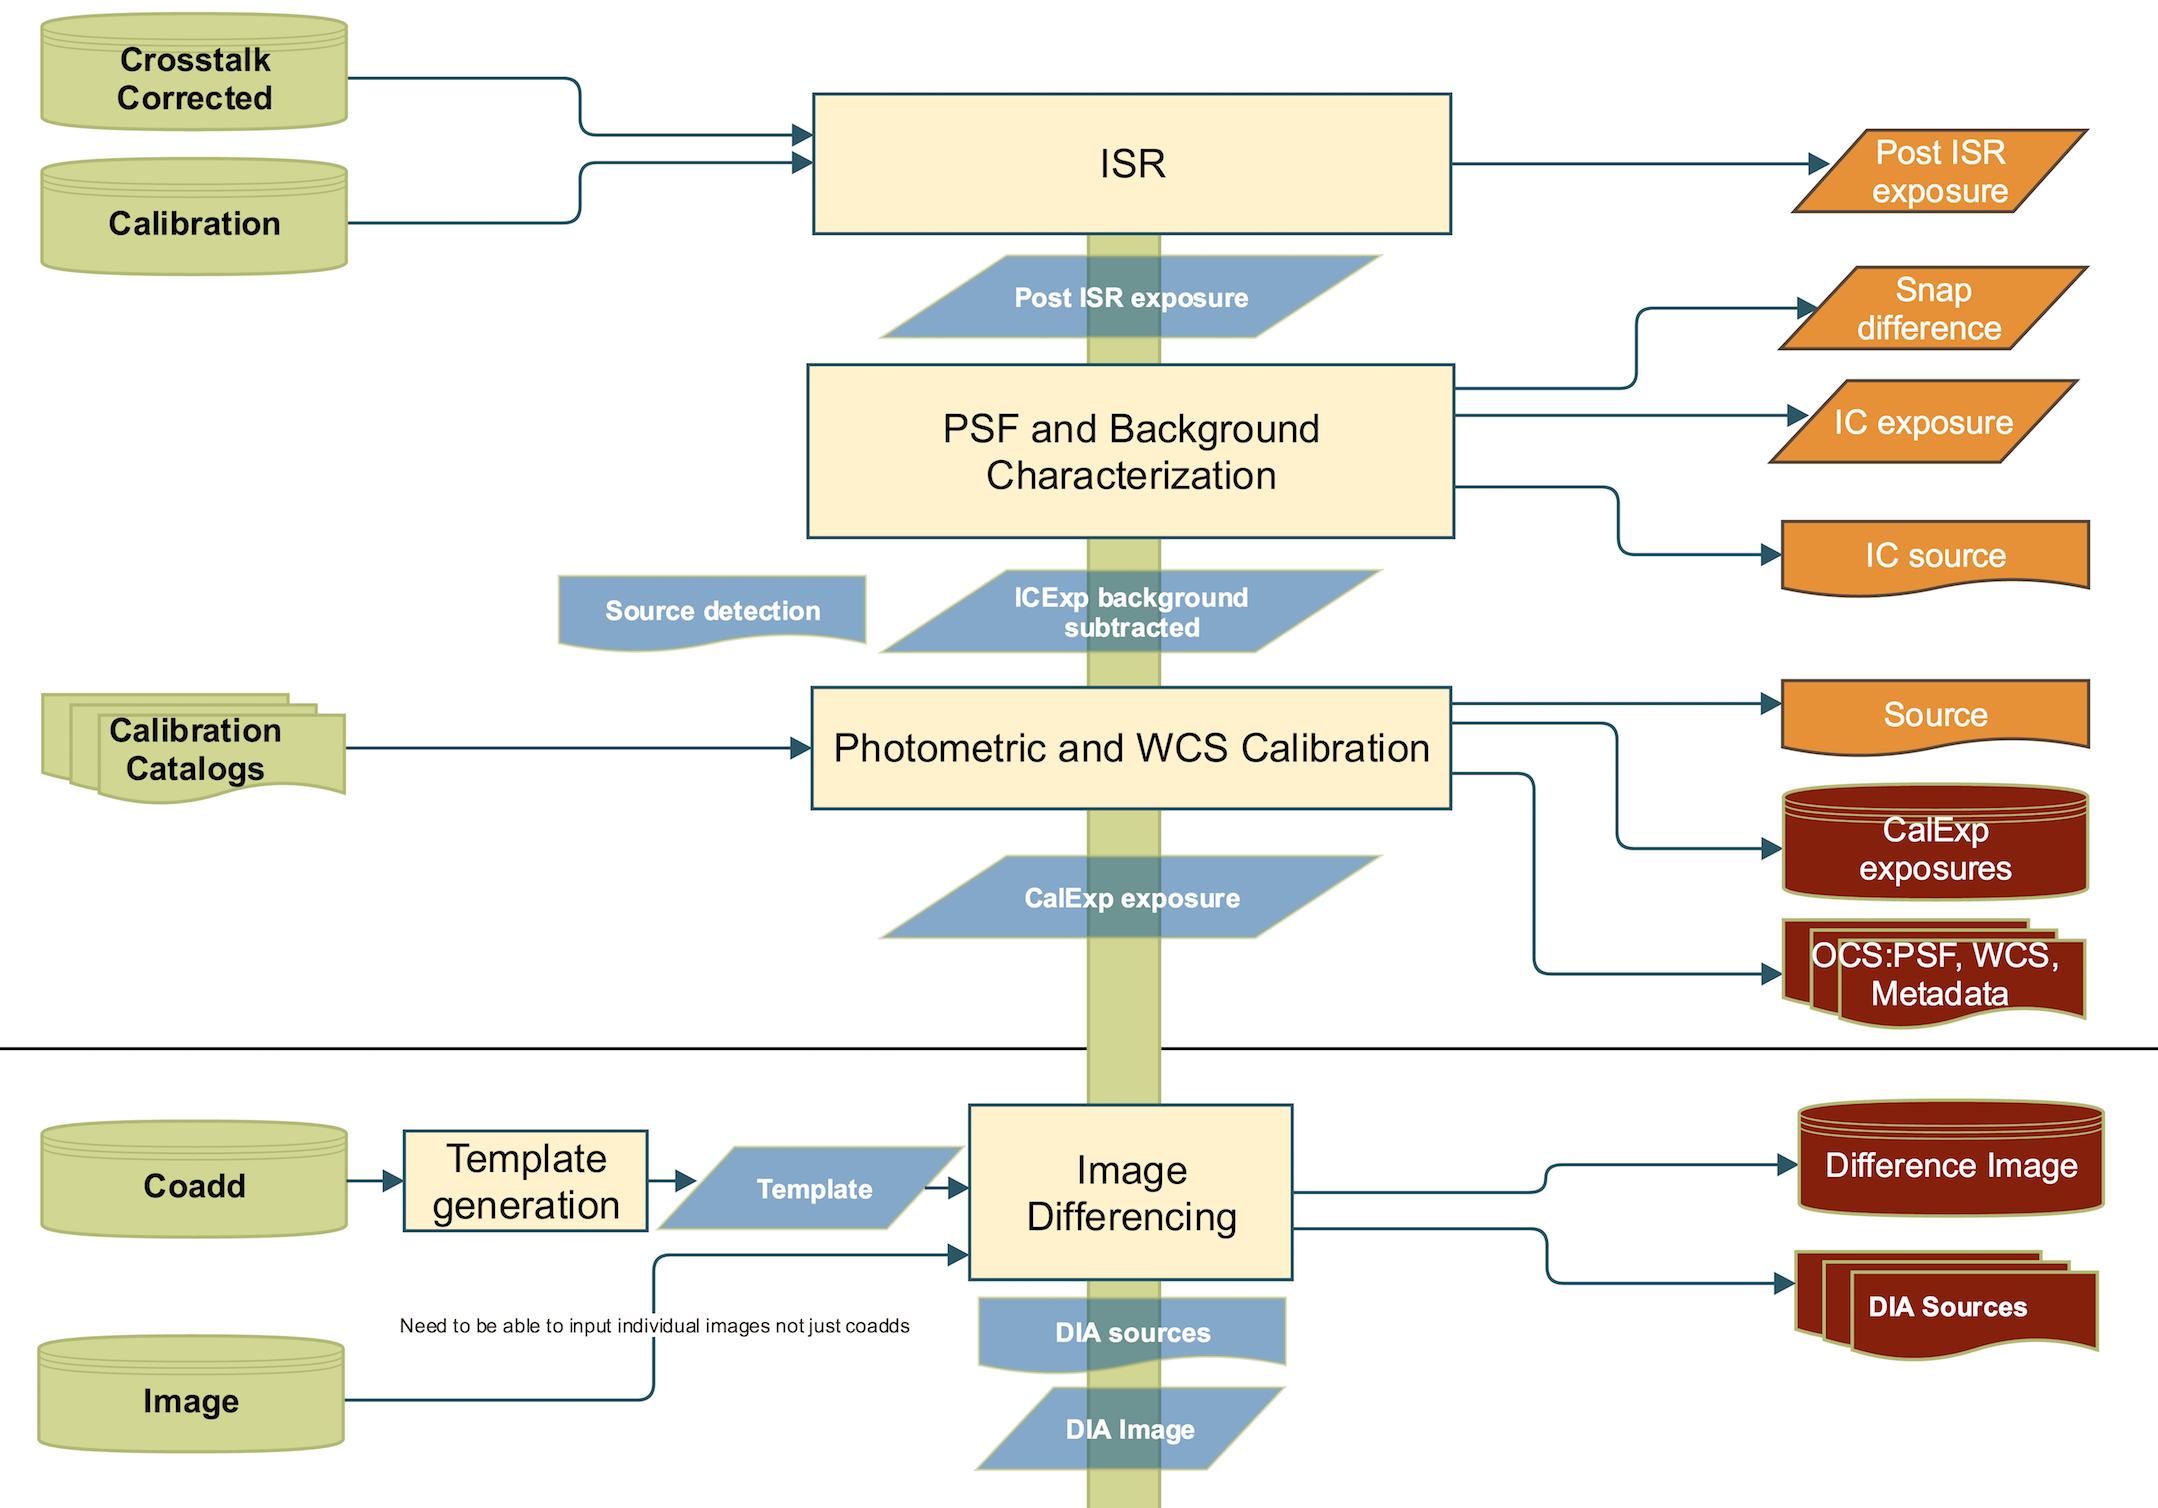 Crosstalk
Corrected
Calibration
ISR
Post ISR
exposure
Post ISR exposure
Snap
difference
PSF and Background
Characterization
IC exposure
IC source
Source detection
ICExp background
subtracted
Calibration
Catalogs
Photometric and WCS Calibration
Source
CalExp
exposures
CalExp exposure
OCS:PSF, WCS,
Metadata
Coadd
Template
generation
Template
Image
Differencing
Difference Image
DIA Sources
Need to be able to input individual images not just coadds
DIA sources
Image
DIA Image